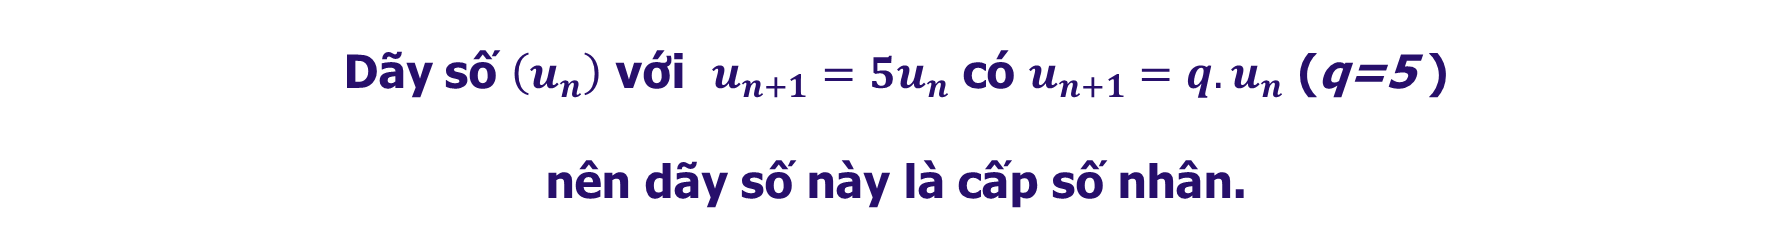 Dãy số (uₙ) với uₙ₊₁ = 5uₙ có uₙ₊₁ = q. uₙ (q=5 )
nên dãy số này là cấp số nhân.